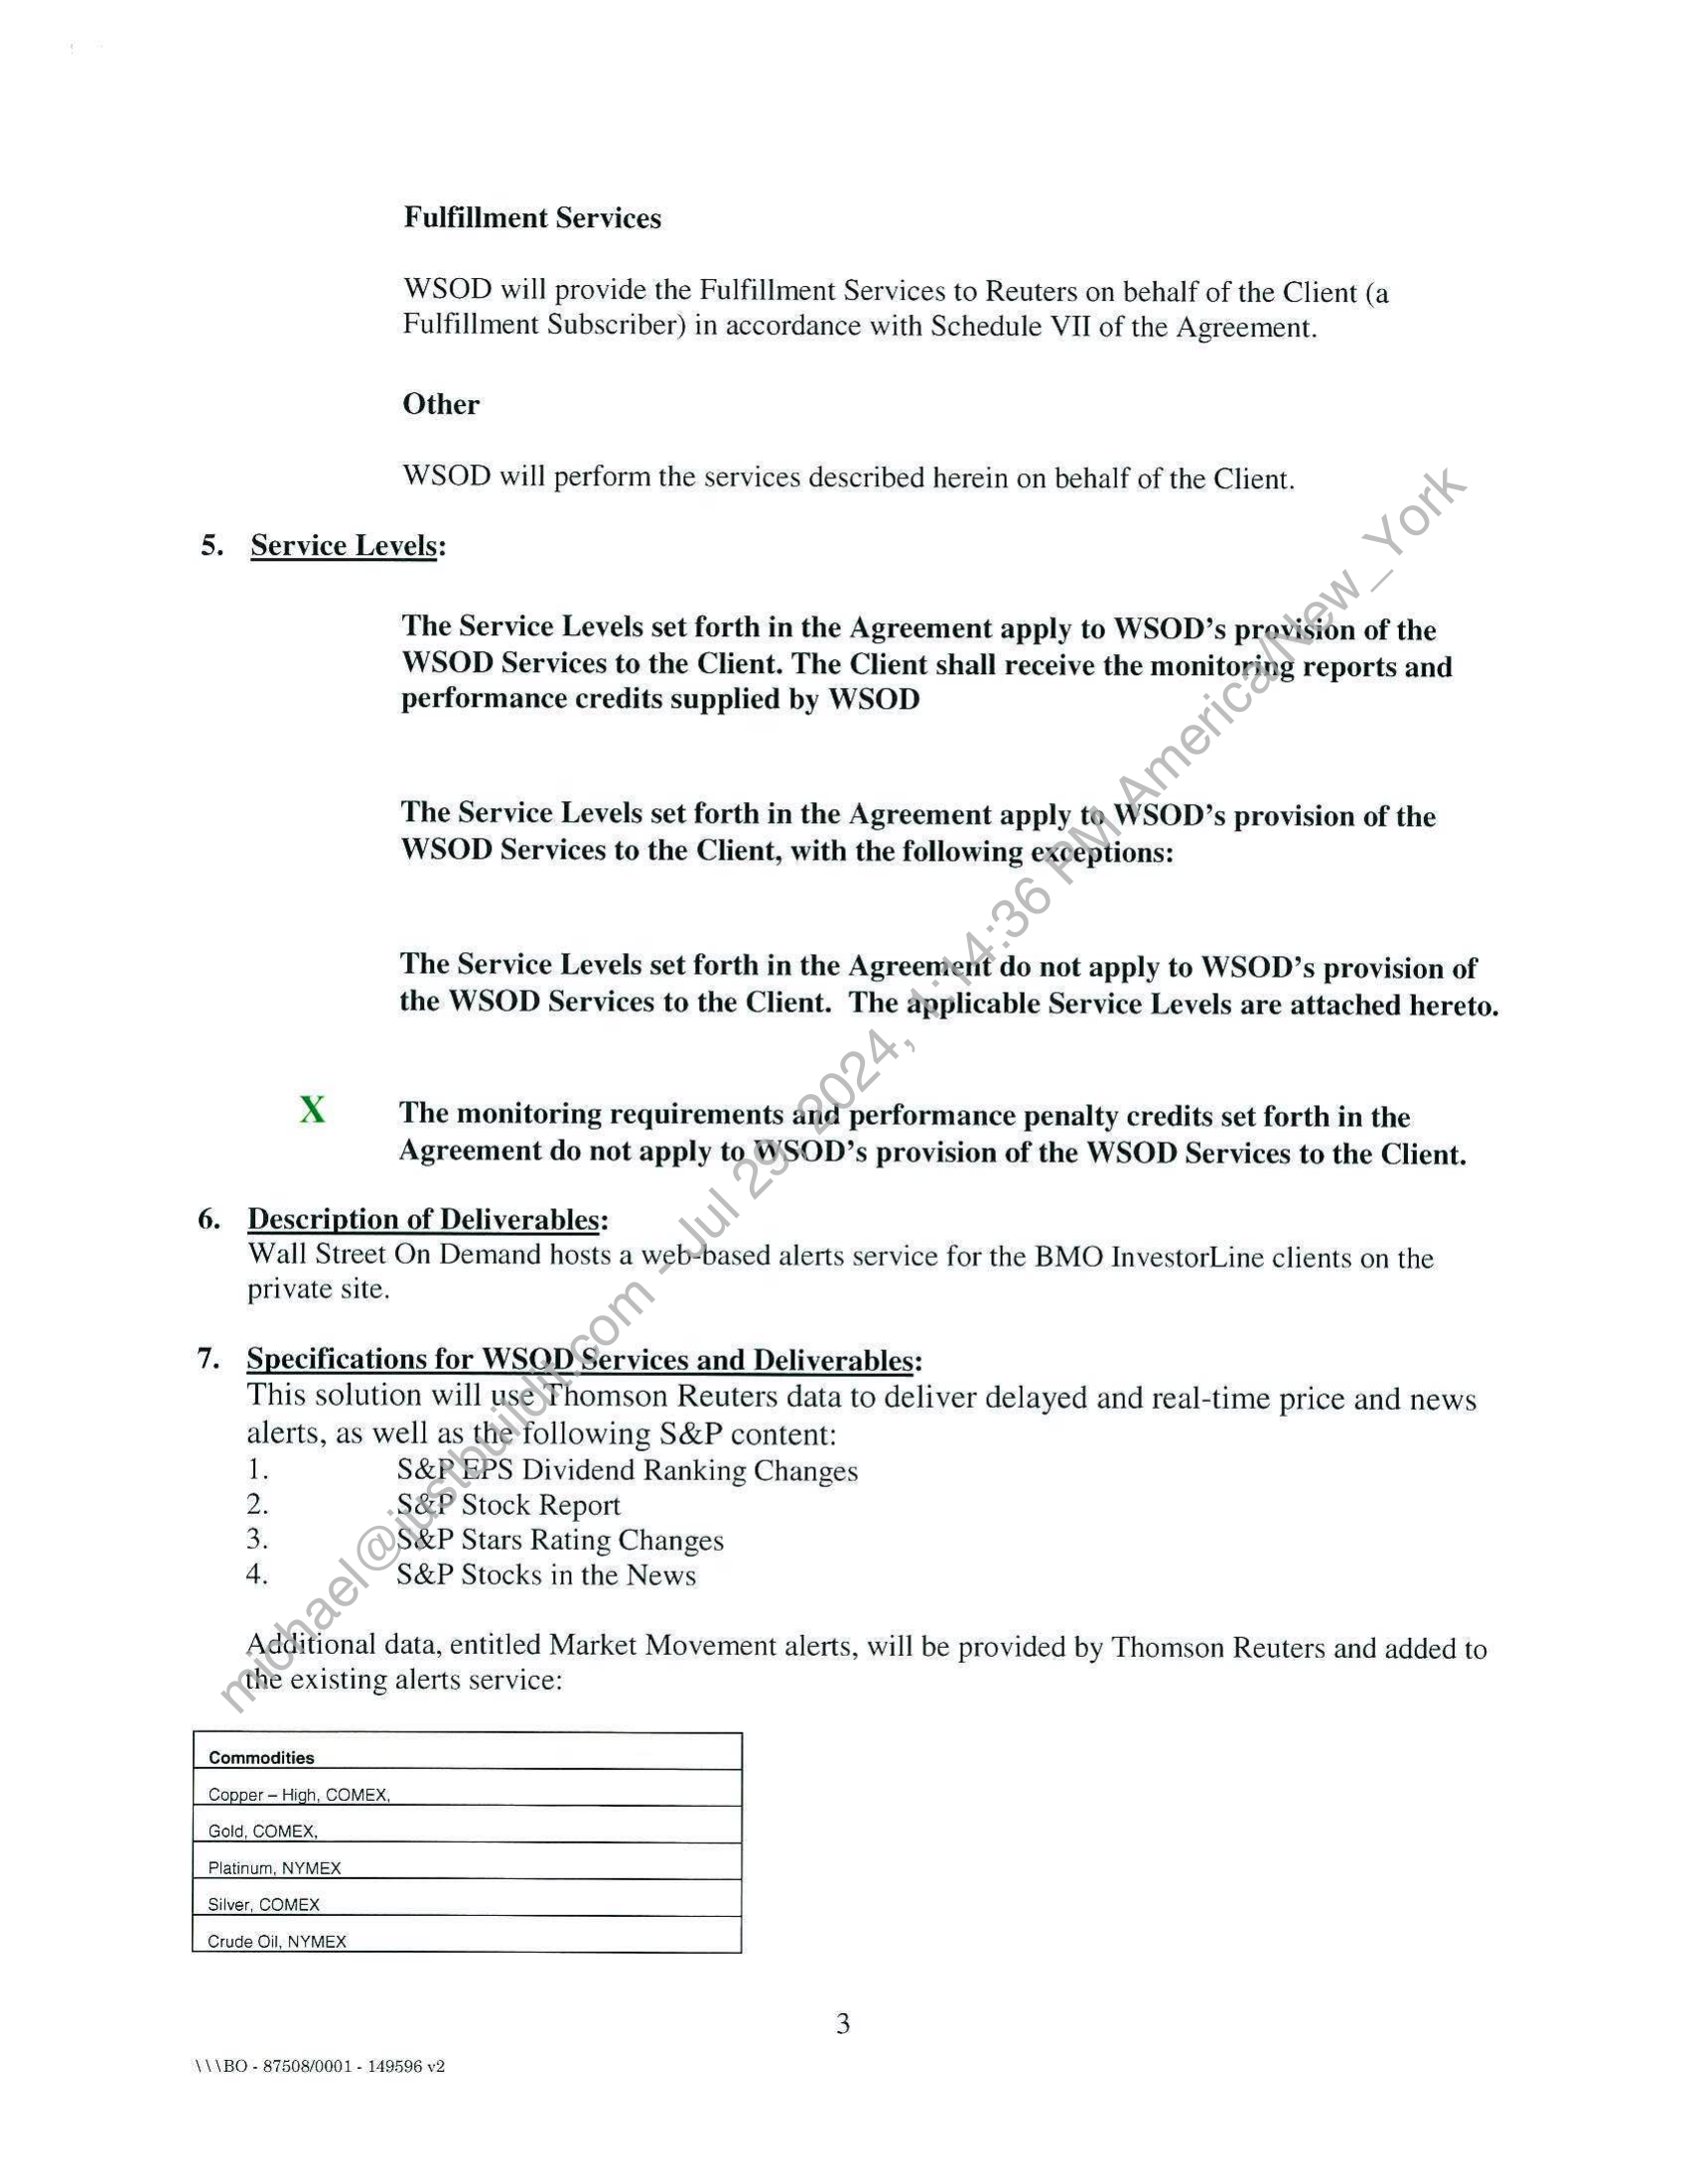 Fulfillment Services
WSOD will provide the Fulfillment Services to Reuters on behalf of the Client (a
Fulfillment Subscriber) in accordance with Schedule VII of the Agreement.
Other
WSOD will perform the services described herein on behalf of the Client.
5. Service Levels:
The Service Levels set forth in the Agreement apply to WSOD's provision of the
WSOD Services to the Client. The Client shall receive the monitoring reports and
performance credits supplied by WSOD
The Service Levels set forth in the Agreement apply to WSOD's provision of the
WSOD Services to the Client, with the following exceptions:
The Service Levels set forth in the Agreement do not apply to WSOD's provision of
the WSOD Services to the Client. The applicable Service Levels are attached hereto.
X The monitoring requirements and performance penalty credits set forth in the
Agreement do not apply to WSOD's provision of the WSOD Services to the Client.
6. Description of Deliverables:
Wall Street On Demand hosts a web-based alerts service for the BMO InvestorLine clients on the
private site.
7. Specifications for WSOD Services and Deliverables:
This solution will use Thomson Reuters data to deliver delayed and real-time price and news
alerts, as well as the following S&P content:
1. S&P EPS Dividend Ranking Changes
2. S&P Stock Report
3. S&P Stars Rating Changes
4. S&P Stocks in the News
Additional data, entitled Market Movement alerts, will be provided by Thomson Reuters and added to
the existing alerts service:
Commodities
Copper – High, COMEX,
Gold, COMEX,
Platinum, NYMEX
Silver, COMEX
Crude Oil, NYMEX
3
\\\BO - 87508/0001 - 149596 v2
michael@justbuildit.com - Jul 29, 2024, 1:14:36 PM America/New_York